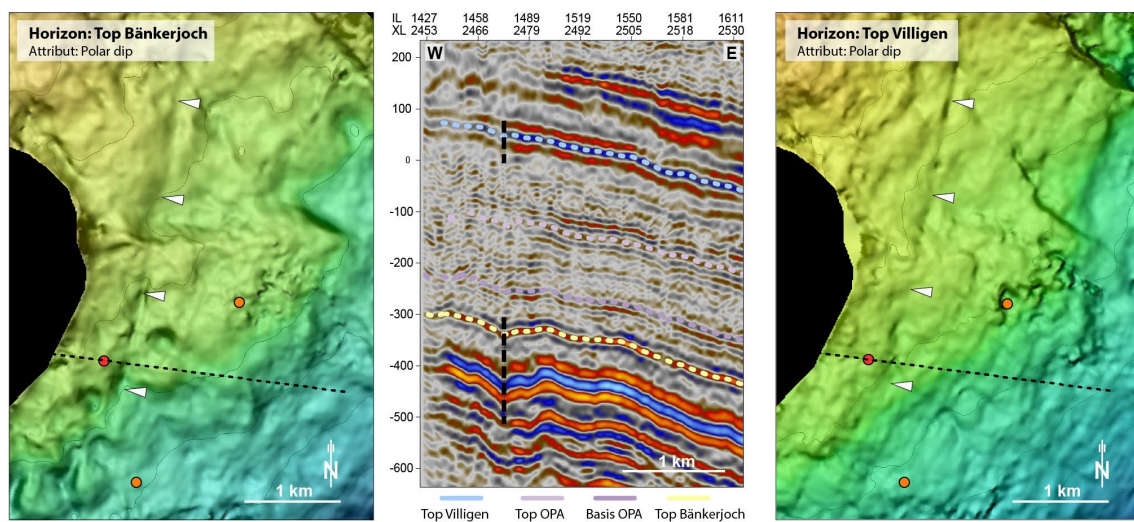 Horizon: Top Bänkerjoch
Attribut: Polar dip
N
1 km
IL 1427 1458 1489 1519 1550 1581 1611
XL 2453 2466 2479 2492 2505 2518 2530
W E
200
100
0
-100
-200
-300
-400
-500
-600
1 km
Top Villigen Top OPA Basis OPA Top Bänkerjoch
Horizon: Top Villigen
Attribut: Polar dip
N
1 km